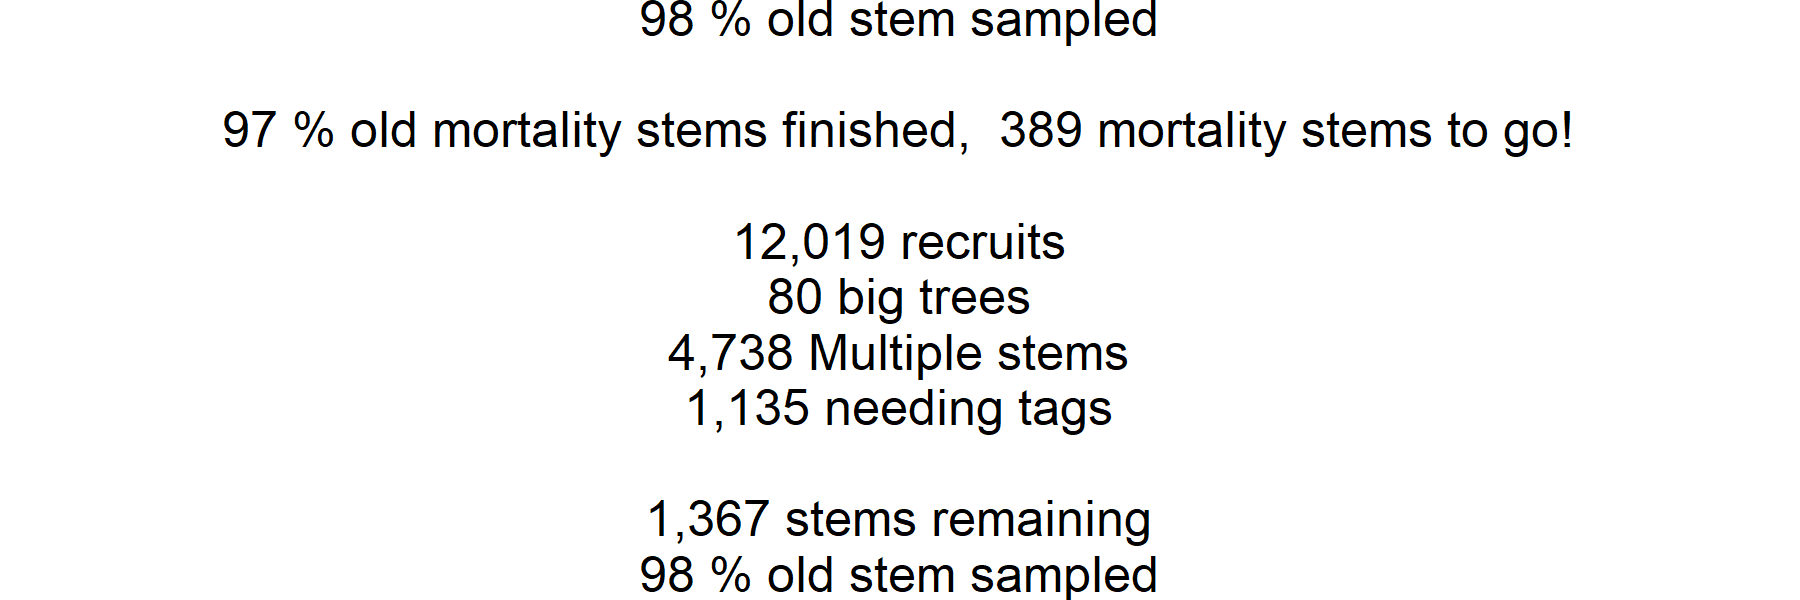 98 % old stem sampled
97 % old mortality stems finished,  389 mortality stems to go!
12,019 recruits
80 big trees
4,738 Multiple stems
1,135 needing tags
1,367 stems remaining
98 % old stem sampled